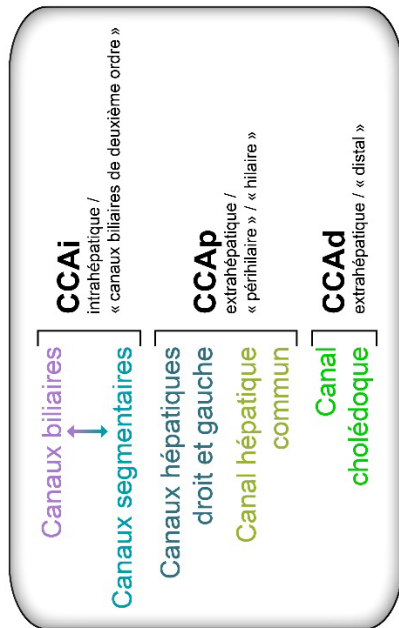 Canaux biliaires
Canaux segmentaires
CCAi
intrahépatique /
« canaux biliaires de deuxième ordre »
Canaux hépatiques
droit et gauche
Canal hépatique
commun
CCAp
extrahépatique /
« périhilaire » / « hilaire »
Canal
cholédoque
CCAd
extrahépatique / « distal »